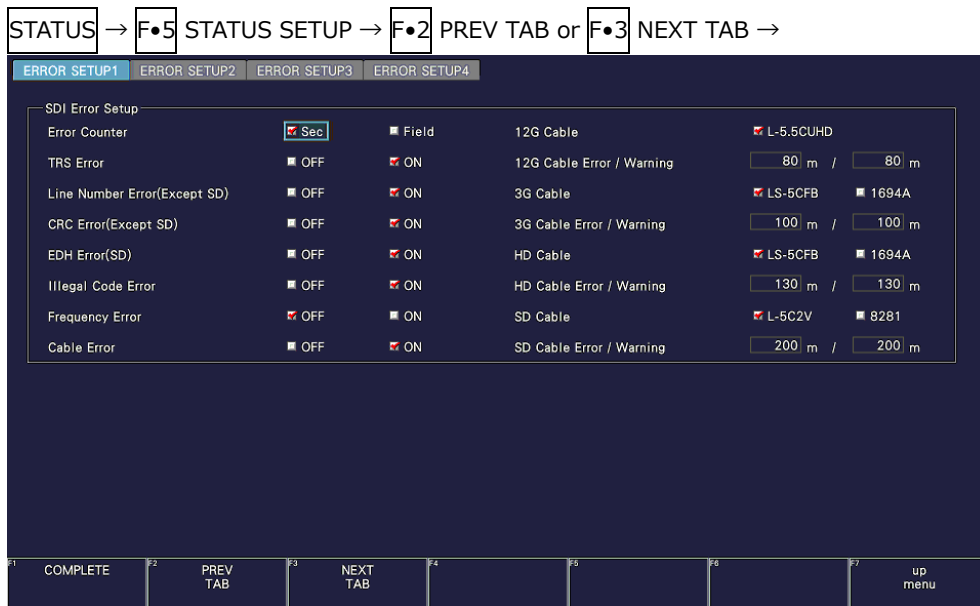 STATUS → F•5 STATUS SETUP → F•2 PREV TAB or F•3 NEXT TAB →
ERROR SETUP1 ERROR SETUP2 ERROR SETUP3 ERROR SETUP4
SDI Error Setup
Error Counter Sec Field 12G Cable L-5.5CUHD
TRS Error OFF ON 12G Cable Error / Warning 80 m / 80 m
Line Number Error(Except SD) OFF ON 3G Cable LS-5CFB 1694A
CRC Error(Except SD) OFF ON 3G Cable Error / Warning 100 m / 100 m
EDH Error(SD) OFF ON HD Cable LS-5CFB 1694A
Illegal Code Error OFF ON HD Cable Error / Warning 130 m / 130 m
Frequency Error OFF ON SD Cable L-5C2V 8281
Cable Error OFF ON SD Cable Error / Warning 200 m / 200 m
F1 COMPLETE F2 PREV TAB F3 NEXT TAB F4 F5 F6 F7 up menu